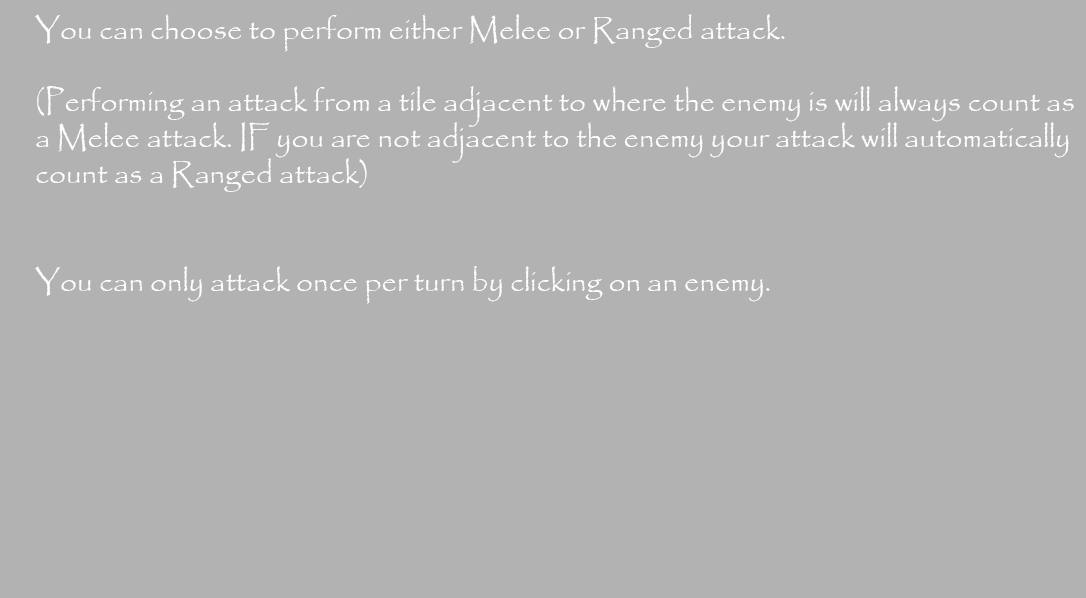 You can choose to perform either Melee or Ranged attack.
(Performing an attack from a tile adjacent to where the enemy is will always count as
a Melee attack. IF you are not adjacent to the enemy your attack will automatically
count as a Ranged attack)
You can only attack once per turn by clicking on an enemy.